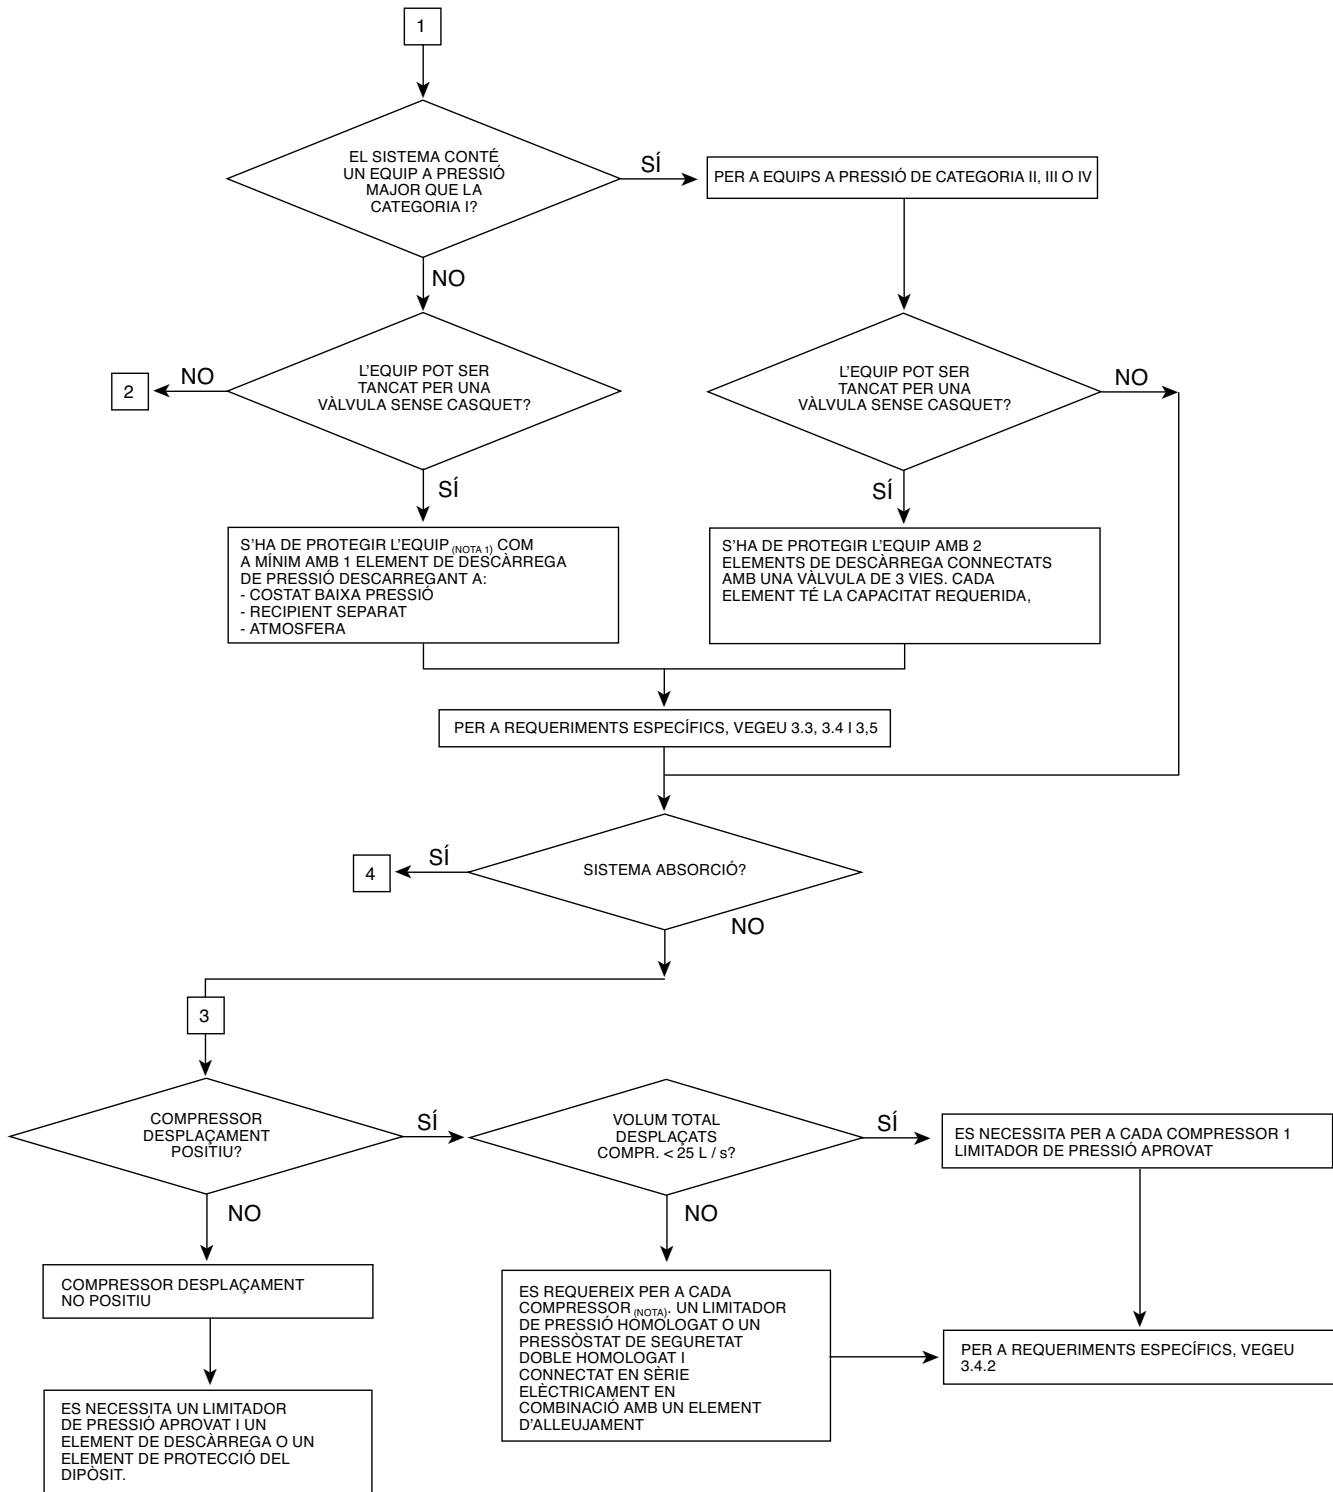 1
EL SISTEMA CONTÉ
UN EQUIP A PRESSIÓ
MAJOR QUE LA
CATEGORIA I?
SÍ
PER A EQUIPS A PRESSIÓ DE CATEGORIA II, III O IV
NO
L'EQUIP POT SER
TANCAT PER UNA
VÀLVULA SENSE CASQUET?
NO
2
SÍ
L'EQUIP POT SER
TANCAT PER UNA
VÀLVULA SENSE CASQUET?
NO
SÍ
S'HA DE PROTEGIR L'EQUIP (NOTA 1) COM
A MÍNIM AMB 1 ELEMENT DE DESCÀRREGA
DE PRESSIÓ DESCARREGANT A:
- COSTAT BAIXA PRESSIÓ
- RECIPIENT SEPARAT
- ATMOSFERA
S'HA DE PROTEGIR L'EQUIP AMB 2
ELEMENTS DE DESCÀRREGA CONNECTATS
AMB UNA VÀLVULA DE 3 VIES. CADA
ELEMENT TÉ LA CAPACITAT REQUERIDA,
PER A REQUERIMENTS ESPECÍFICS, VEGEU 3.3, 3.4 I 3,5
SISTEMA ABSORCIÓ?
SÍ
4
NO
3
COMPRESSOR
DESPLAÇAMENT
POSITIU?
SÍ
VOLUM TOTAL
DESPLAÇATS
COMPR. < 25 L / s?
SÍ
ES NECESSITA PER A CADA COMPRESSOR 1
LIMITADOR DE PRESSIÓ APROVAT
NO
NO
COMPRESSOR DESPLAÇAMENT
NO POSITIU
ES REQUEREIX PER A CADA
COMPRESSOR (NOTA). UN LIMITADOR
DE PRESSIÓ HOMOLOGAT O UN
PRESSÒSTAT DE SEGURETAT
DOBLE HOMOLOGAT I
CONNECTAT EN SÈRIE
ELÈCTRICAMENT EN
COMBINACIÓ AMB UN ELEMENT
D'ALLEUJAMENT
PER A REQUERIMENTS ESPECÍFICS, VEGEU
3.4.2
ES NECESSITA UN LIMITADOR
DE PRESSIÓ APROVAT I UN
ELEMENT DE DESCÀRREGA O UN
ELEMENT DE PROTECCIÓ DEL
DIPÒSIT.